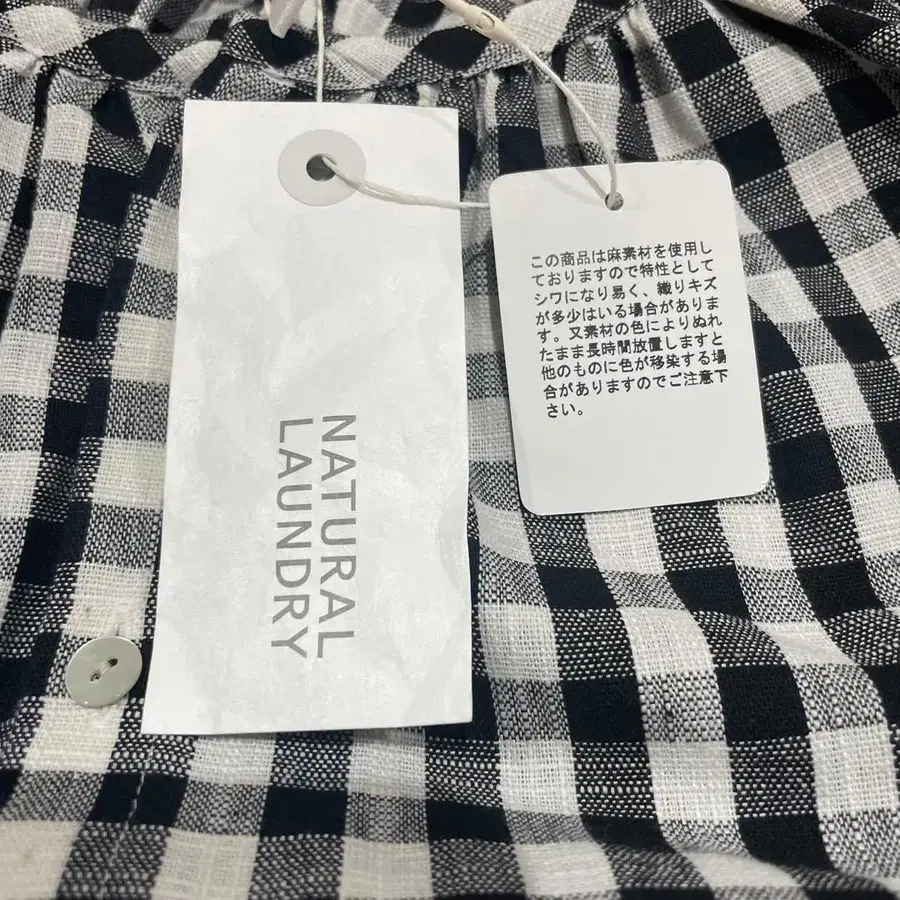 NATURAL
LAUNDRY
この商品は麻素材を使用し
ておりますので特性として
シワになり易く、織りキズ
が多少はいる場合がありま
す。又素材の色によりぬれ
たまま長時間放置しますと
他のものに色が移染する場
合がありますのでご注意下
さい。